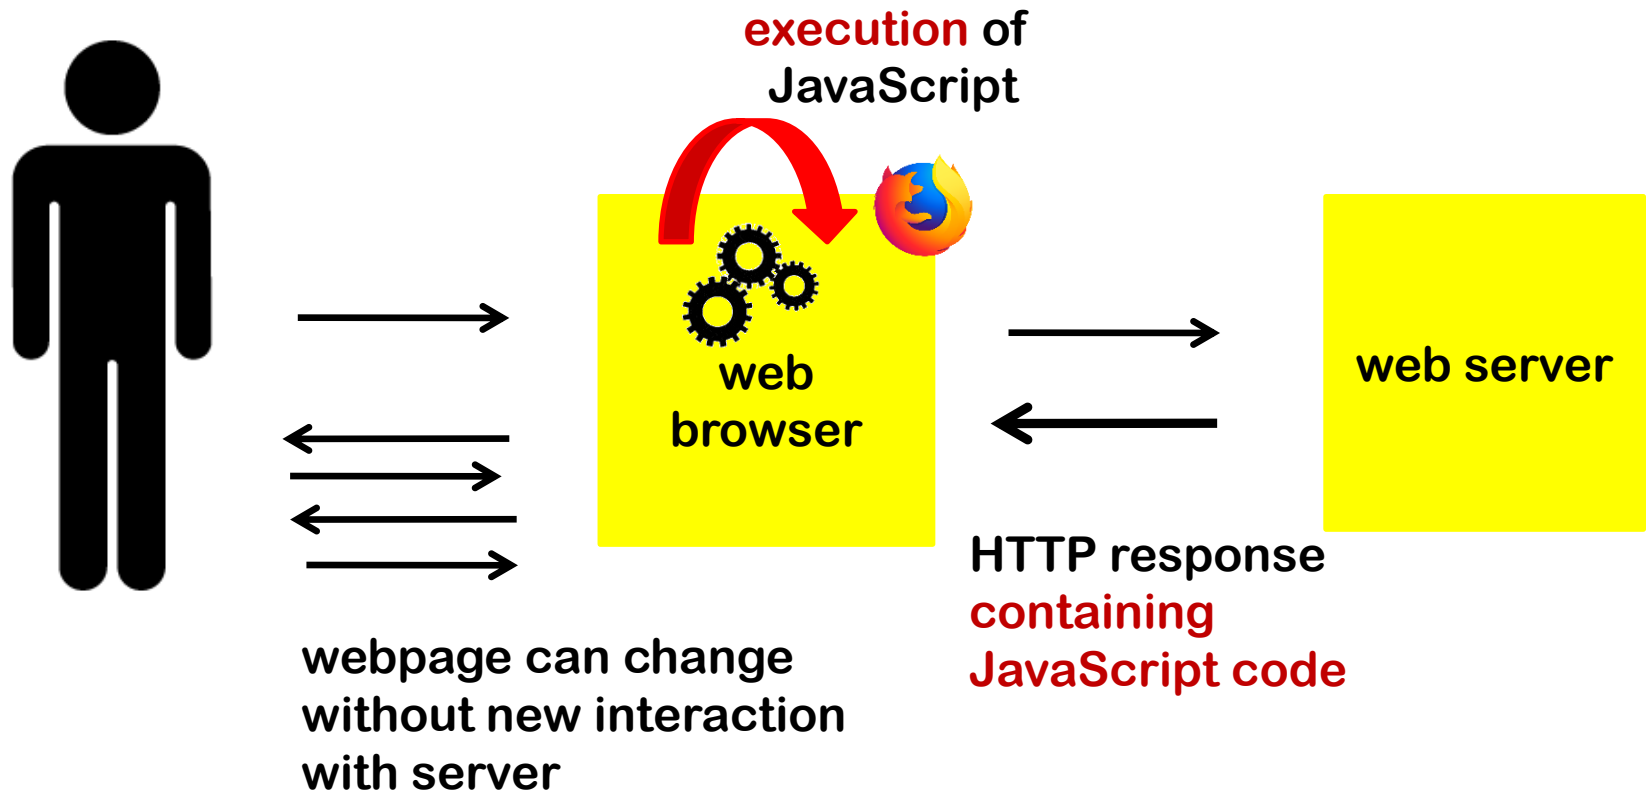 execution of
JavaScript
web
browser
web server
HTTP response
containing
JavaScript code
webpage can change
without new interaction
with server